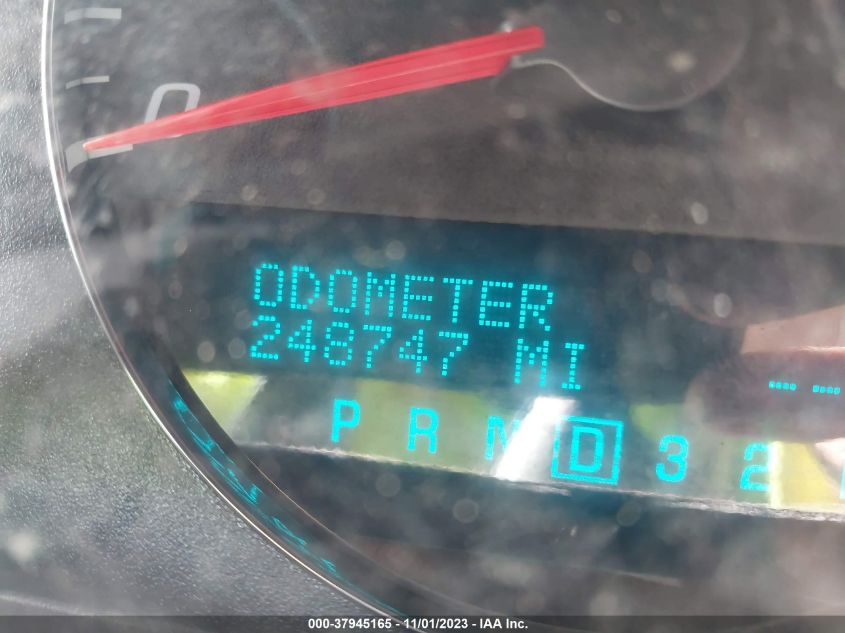 0
ODOMETER
248747 MI
-- --
P R N D 3 2
000-37945165 - 11/01/2023 - IAA Inc.